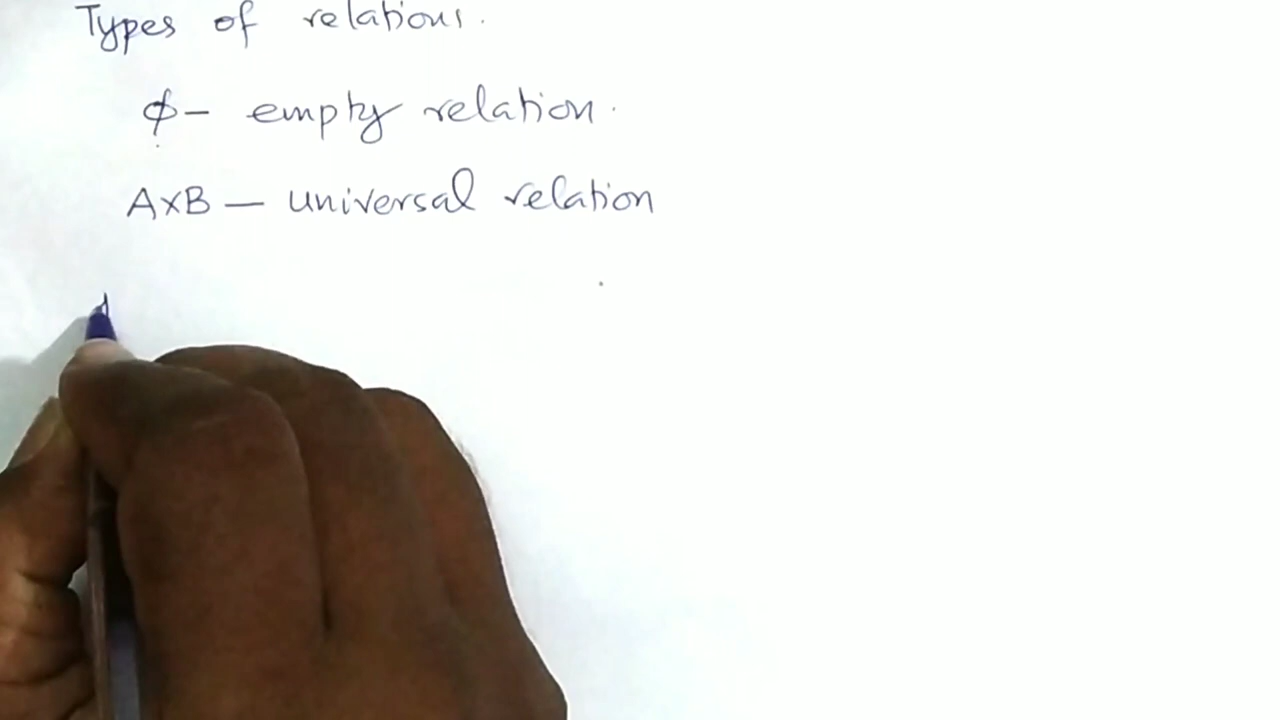 Types of relations.
ϕ- empty relation.
A×B — universal relation